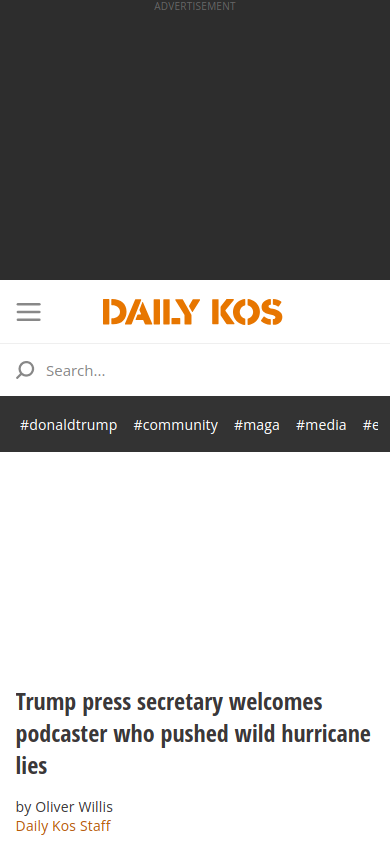 ADVERTISEMENT
DAILY KOS
Search...
#donaldtrump #community #maga #media #e
Trump press secretary welcomes
podcaster who pushed wild hurricane
lies
by Oliver Willis
Daily Kos Staff